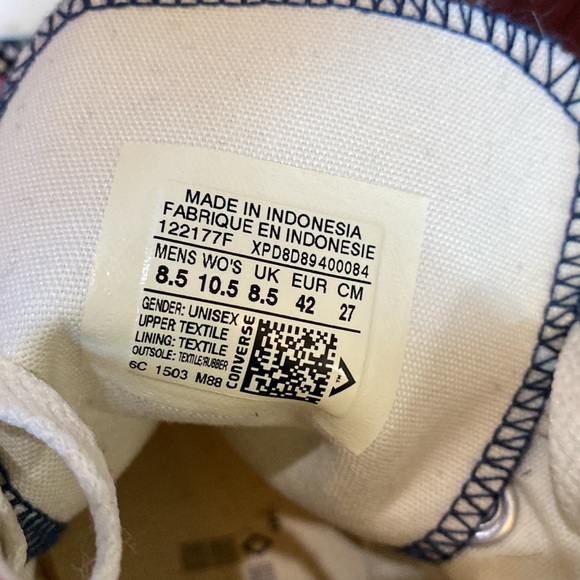 MADE IN INDONESIA
FABRIQUE EN INDONESIE
122177F XPD8D89400084
MENS WO'S UK EUR CM
8.5 10.5 8.5 42 27
GENDER: UNISEX
UPPER: TEXTILE
LINING: TEXTILE
OUTSOLE: TEXTILE/RUBBER
6C 1503 M88
CONVERSE